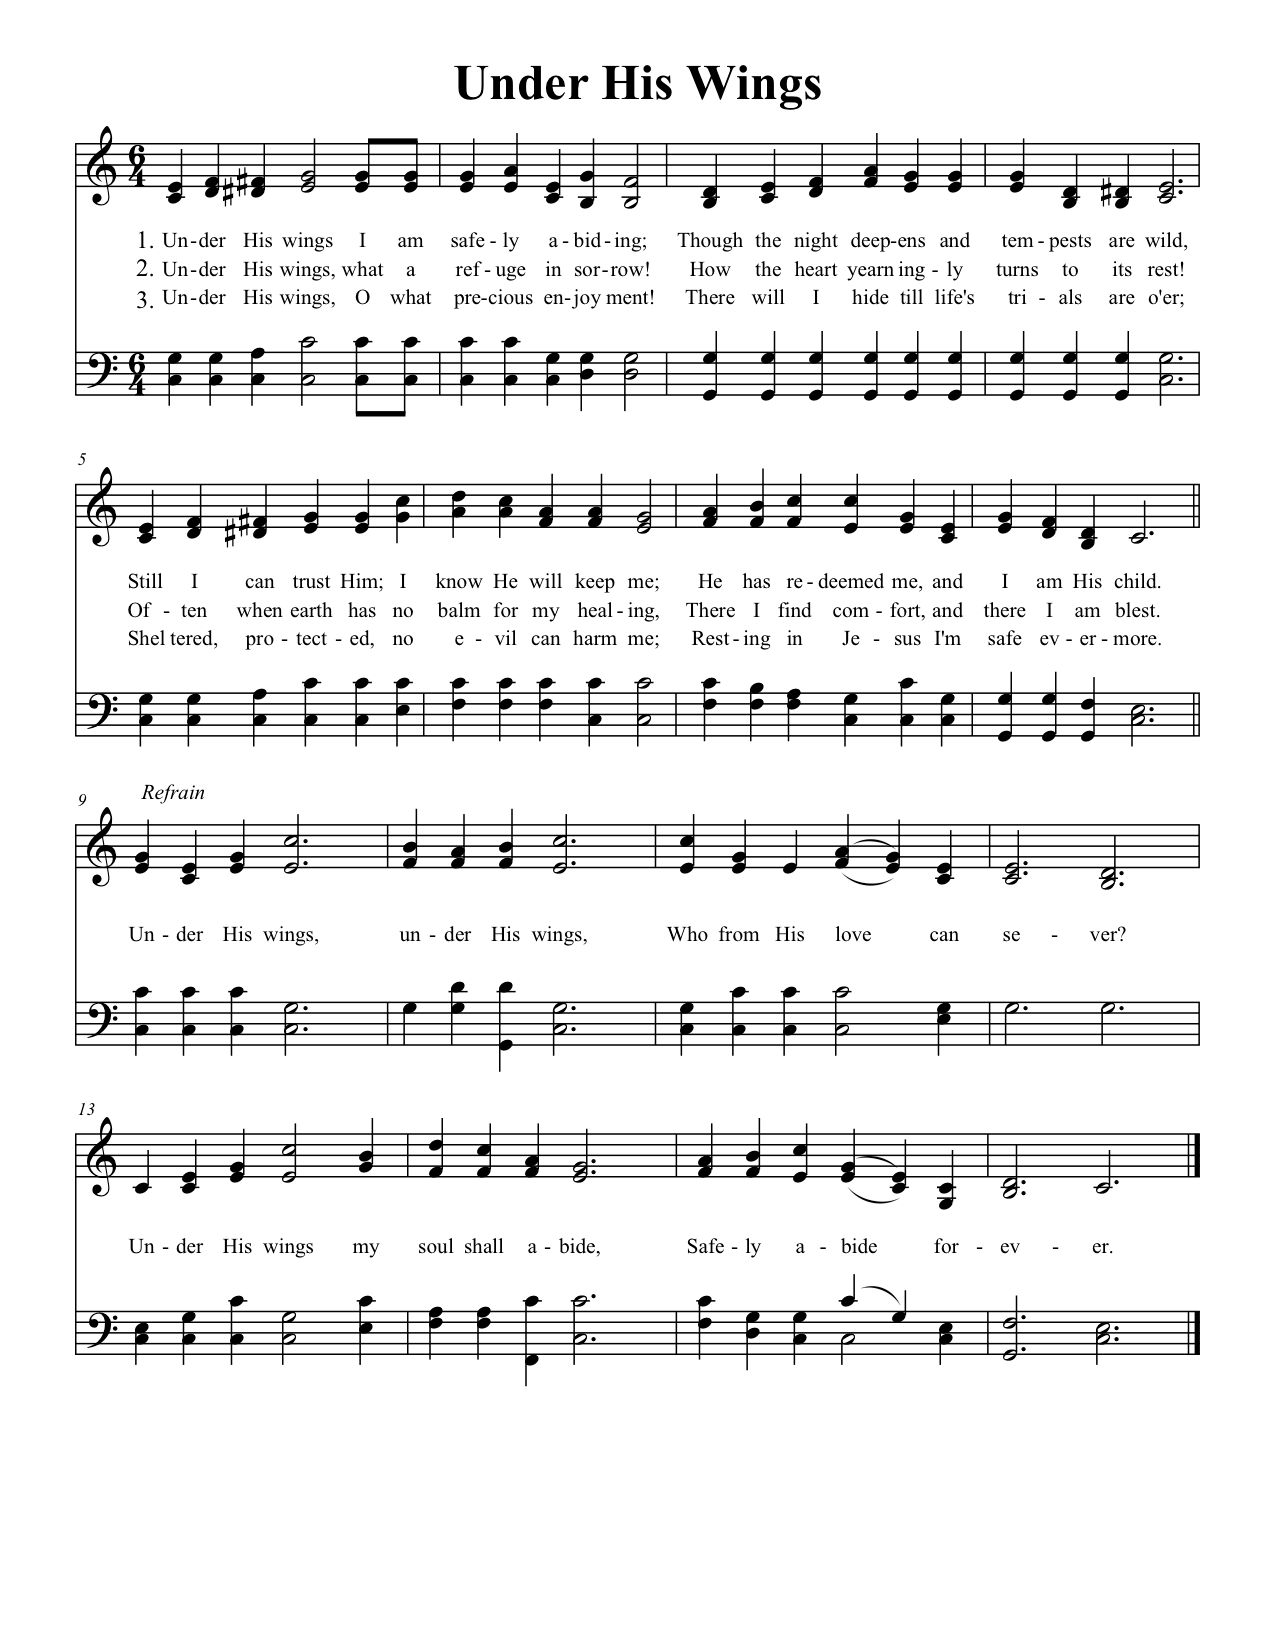 Under His Wings
6 4
1. Un-der His wings I am safe - ly a - bid - ing; Though the night deep-ens and tem - pests are wild,
2. Un-der His wings, what a ref - uge in sor - row! How the heart yearn ing - ly turns to its rest!
3. Un-der His wings, O what pre-cious en-joy ment! There will I hide till life's tri - als are o'er;
6 4
5
Still I can trust Him; I know He will keep me; He has re - deemed me, and I am His child.
Of - ten when earth has no balm for my heal - ing, There I find com - fort, and there I am blest.
Shel tered, pro - tect - ed, no e - vil can harm me; Rest - ing in Je - sus I'm safe ev - er - more.
9 Refrain
Un - der His wings, un - der His wings, Who from His love can se - ver?
13
Un - der His wings my soul shall a - bide, Safe - ly a - bide for - ev - er.